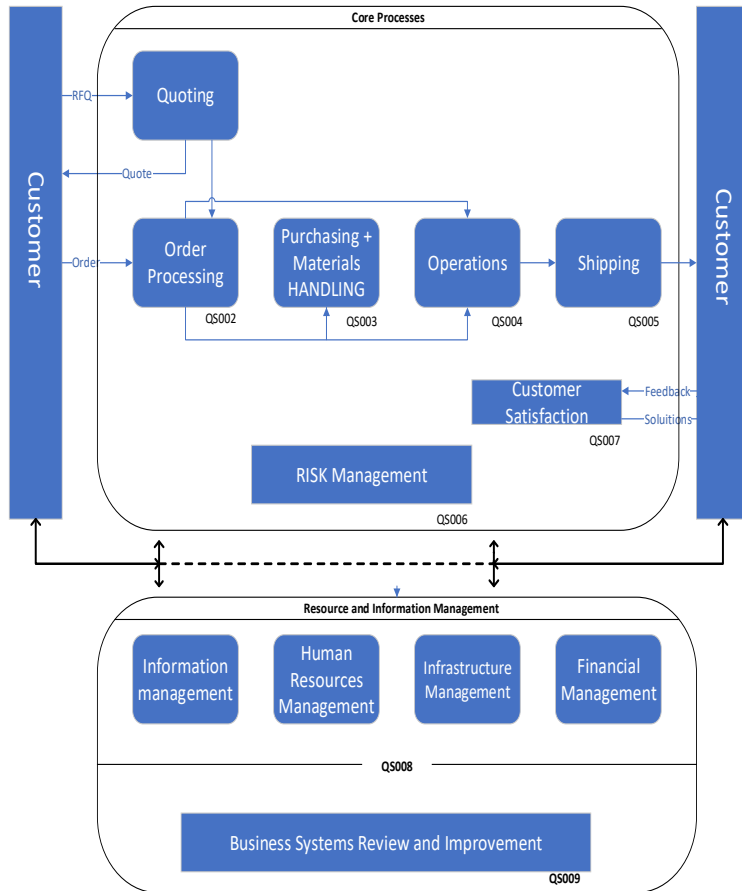 Core Processes
Customer
RFQ
Quoting
Quote
Order
Order
Processing
QS002
Purchasing +
Materials
HANDLING
QS003
Operations
QS004
Shipping
QS005
Customer
Customer
Satisfaction
QS007
Feedback
Soluitions
RISK Management
QS006
Resource and Information Management
Information
management
Human
Resources
Management
Infrastructure
Management
Financial
Management
QS008
Business Systems Review and Improvement
QS009